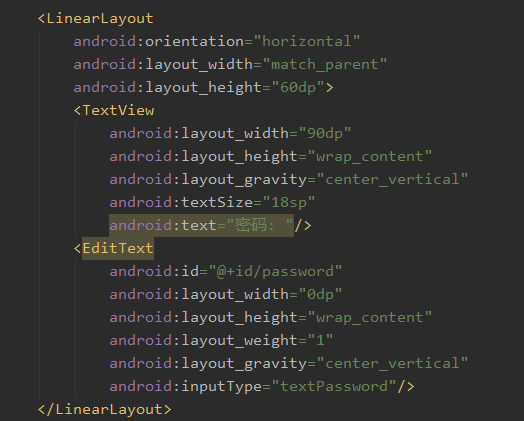 <LinearLayout
    android:orientation="horizontal"
    android:layout_width="match_parent"
    android:layout_height="60dp">
    <TextView
        android:layout_width="90dp"
        android:layout_height="wrap_content"
        android:layout_gravity="center_vertical"
        android:textSize="18sp"
        android:text="密码: "/>
    <EditText
        android:id="@+id/password"
        android:layout_width="0dp"
        android:layout_height="wrap_content"
        android:layout_weight="1"
        android:layout_gravity="center_vertical"
        android:inputType="textPassword"/>
</LinearLayout>